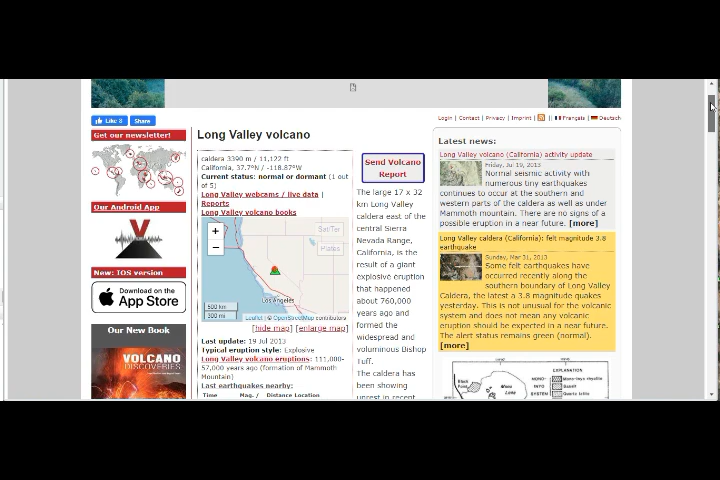 Like 8 Share
Login | Contact | Privacy | Imprint | || Français | Deutsch
Get our newsletter!
Our Android App
New: IOS version
Download on the
App Store
Our New Book
VOLCANO
DISCOVERIES
Long Valley volcano
caldera 3390 m / 11,122 ft
California, 37.7°N / -118.87°W
Current status: normal or dormant (1 out
of 5)
Long Valley webcams / live data |
Reports
Long Valley volcano books
+
−
Sat/Ter
Plates
Los Angeles
500 km
300 mi
Leaflet | © OpenStreetMap contributors
[hide map] [enlarge map]
Last update: 19 Jul 2013
Typical eruption style: Explosive
Long Valley volcano eruptions: 111,000-
57,000 years ago (formation of Mammoth
Mountain)
Last earthquakes nearby:
Time Mag. / Distance Location
Send Volcano
Report
The large 17 x 32
km Long Valley
caldera east of the
central Sierra
Nevada Range,
California, is the
result of a giant
explosive eruption
that happened
about 760,000
years ago and
formed the
widespread and
voluminous Bishop
Tuff.
The caldera has
been showing
unrest in recent
Latest news:
Long Valley volcano (California) activity update
Friday, Jul 19, 2013
Normal seismic activity with
numerous tiny earthquakes
continues to occur at the southern and
western parts of the caldera as well as under
Mammoth mountain. There are no signs of a
possible eruption in a near future. [more]
Long Valley caldera (California): felt magnitude 3.8
earthquake
Sunday, Mar 31, 2013
Some felt earthquakes have
occurred recently along the
southern boundary of Long Valley
Caldera, the latest a 3.8 magnitude quakes
yesterday. This is not unusual for the volcanic
system and does not mean any volcanic
eruption should be expected in a near future.
The alert status remains green (normal).
[more]
EXPLANATION
Mono
Lake